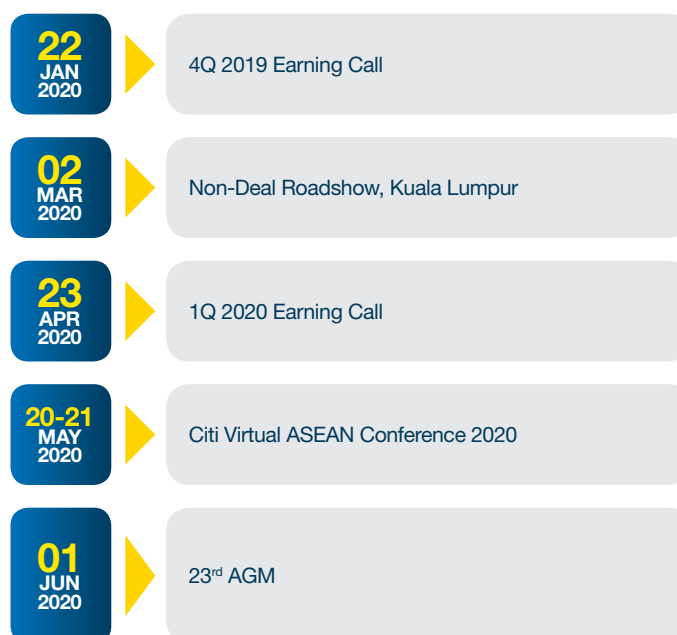 22
JAN
2020
4Q 2019 Earning Call
02
MAR
2020
Non-Deal Roadshow, Kuala Lumpur
23
APR
2020
1Q 2020 Earning Call
20-21
MAY
2020
Citi Virtual ASEAN Conference 2020
01
JUN
2020
23rd AGM